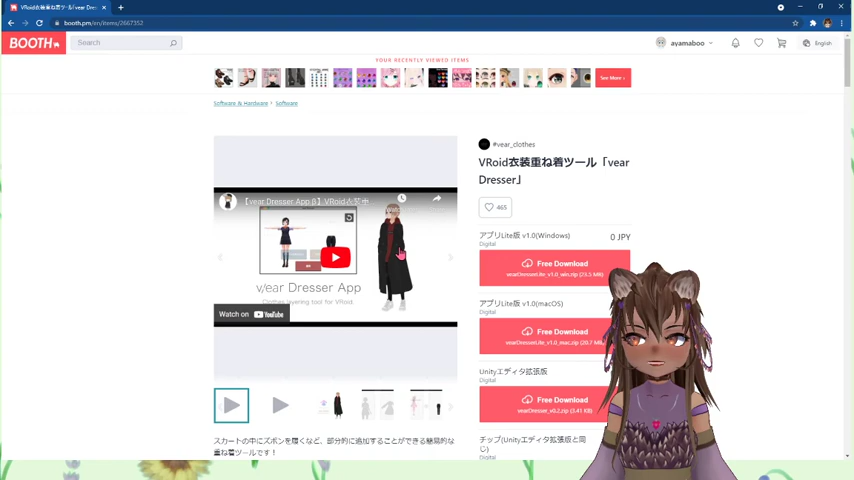 VRoid衣装重ね着ツール「vear Dres
booth.pm/en/items/2667352
BOOTH
Search
ayamaboo
English
YOUR RECENTLY VIEWED ITEMS
See More ›
Software & Hardware › Software
#vear_clothes
VRoid衣装重ね着ツール「vear
Dresser」
465
【vear Dresser App β】VRoid衣装重
vear Dresser App
Clothes layering tool for VRoid
Watch on YouTube
アプリLite版 v1.0(Windows)
0 JPY
Digital
Free Download
vearDresserLite_v1.0_win.zip (23.5 MB)
アプリLite版 v1.0(macOS)
Digital
Free Download
vearDresserLite_v1.0_mac.zip (20.7 MB
Unityエディタ拡張版
Digital
Free Download
vearDresser_v0.2.zip (3.41 KB)
チップ(Unityエディタ拡張版と同
じ)
Digital
スカートの中にズボンを履くなど、部分的に追加することができる簡易的な
重ね着ツールです！